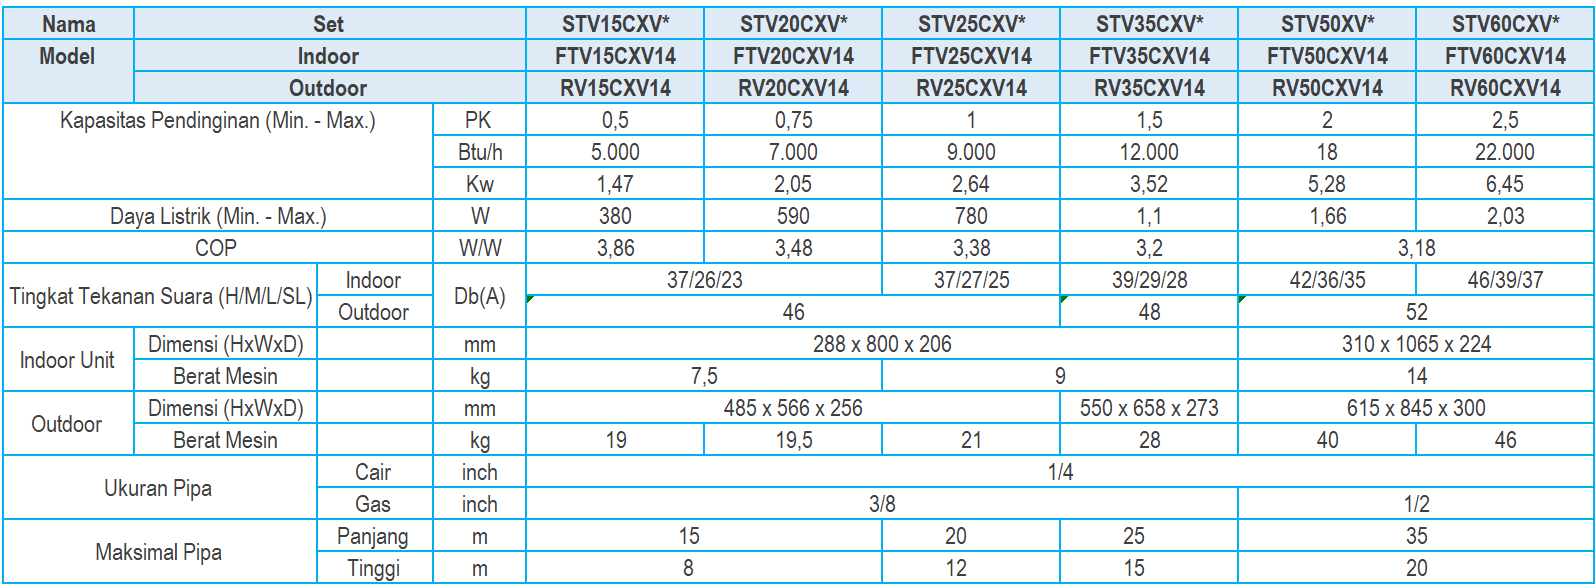 Nama Set STV15CXV* STV20CXV* STV25CXV* STV35CXV* STV50XV* STV60CXV*
Model Indoor FTV15CXV14 FTV20CXV14 FTV25CXV14 FTV35CXV14 FTV50CXV14 FTV60CXV14
Outdoor RV15CXV14 RV20CXV14 RV25CXV14 RV35CXV14 RV50CXV14 RV60CXV14
Kapasitas Pendinginan (Min. - Max.) PK 0,5 0,75 1 1,5 2 2,5
Btu/h 5.000 7.000 9.000 12.000 18 22.000
Kw 1,47 2,05 2,64 3,52 5,28 6,45
Daya Listrik (Min. - Max.) W 380 590 780 1,1 1,66 2,03
COP W/W 3,86 3,48 3,38 3,2 3,18
Tingkat Tekanan Suara (H/M/L/SL) Indoor Db(A) 37/26/23 37/27/25 39/29/28 42/36/35 46/39/37
Outdoor 46 48 52
Indoor Unit Dimensi (HxWxD) mm 288 x 800 x 206 310 x 1065 x 224
Berat Mesin kg 7,5 9 14
Outdoor Dimensi (HxWxD) mm 485 x 566 x 256 550 x 658 x 273 615 x 845 x 300
Berat Mesin kg 19 19,5 21 28 40 46
Ukuran Pipa Cair inch 1/4
Gas inch 3/8 1/2
Maksimal Pipa Panjang m 15 20 25 35
Tinggi m 8 12 15 20